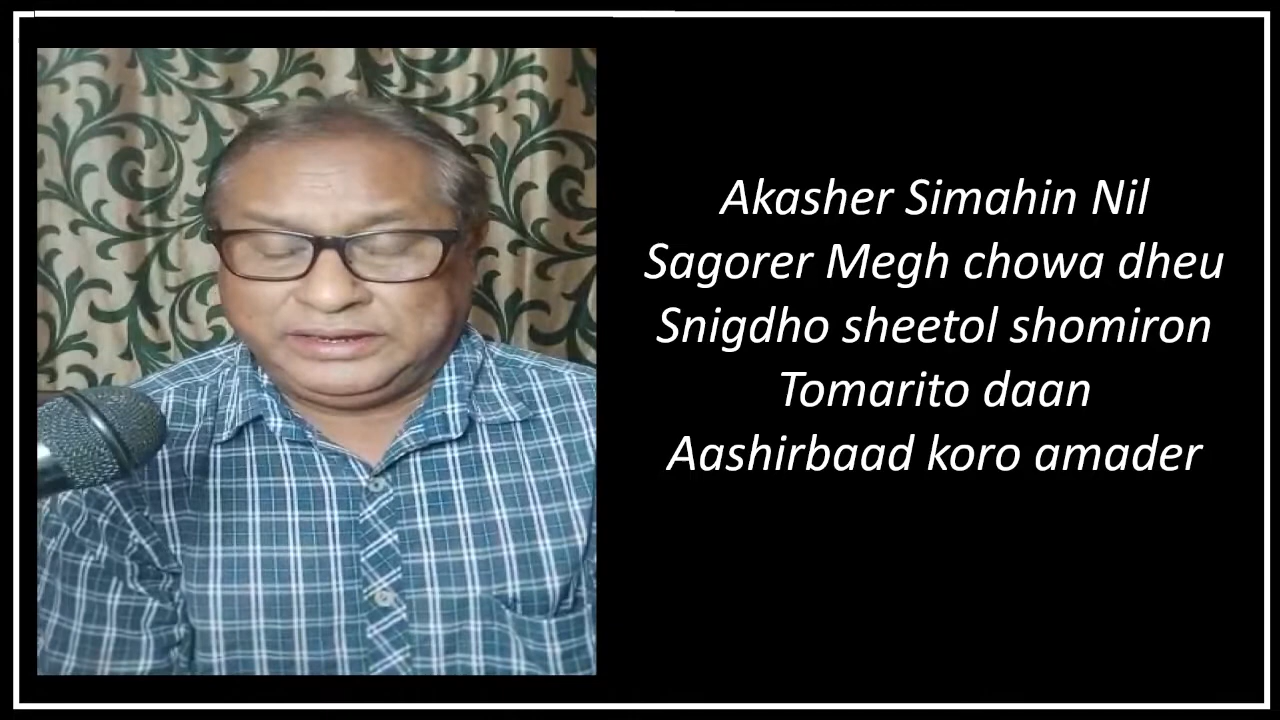 Akasher Simahin Nil
Sagorer Megh chowa dheu
Snigdho sheetol shomiron
Tomarito daan
Aashirbaad koro amader